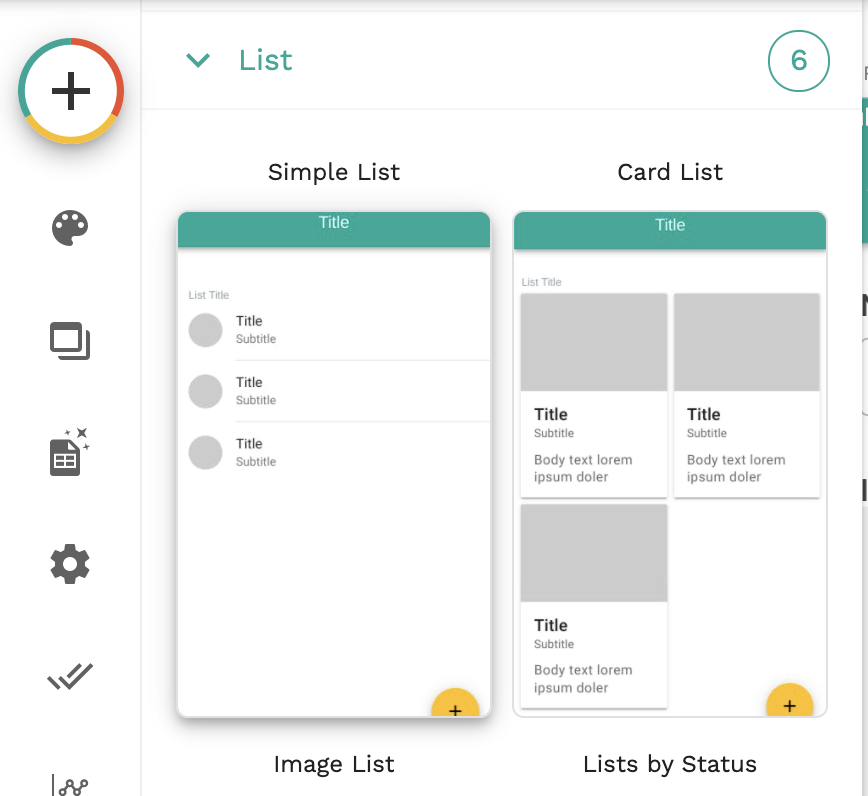 List
6
Simple List
Card List
Title
List Title
Title
Subtitle
Title
Subtitle
Title
Subtitle
+
Title
List Title
Title
Subtitle
Body text lorem
ipsum doler
Title
Subtitle
Body text lorem
ipsum doler
Title
Subtitle
Body text lorem
ipsum doler
+
Image List
Lists by Status